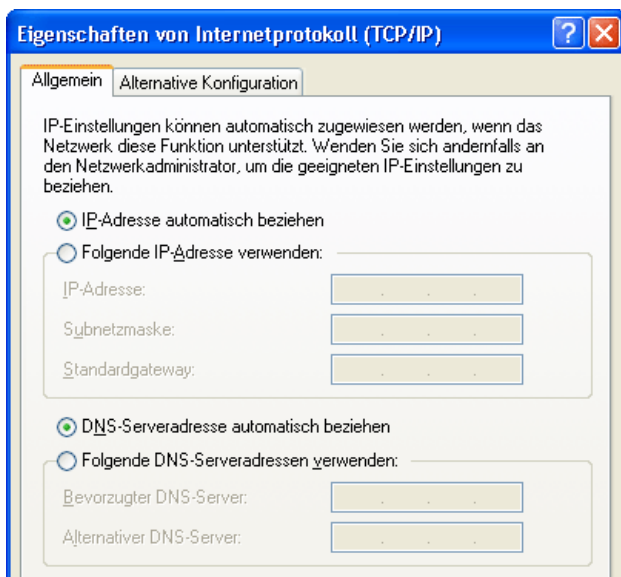 Eigenschaften von Internetprotokoll (TCP/IP)
Allgemein
Alternative Konfiguration
IP-Einstellungen können automatisch zugewiesen werden, wenn das
Netzwerk diese Funktion unterstützt. Wenden Sie sich andernfalls an
den Netzwerkadministrator, um die geeigneten IP-Einstellungen zu
beziehen.
IP-Adresse automatisch beziehen
Folgende IP-Adresse verwenden:
IP-Adresse:
Subnetzmaske:
Standardgateway:
DNS-Serveradresse automatisch beziehen
Folgende DNS-Serveradressen verwenden:
Bevorzugter DNS-Server:
Alternativer DNS-Server: